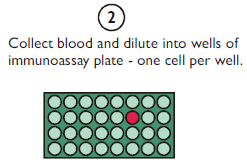 2
Collect blood and dilute into wells of
immunoassay plate - one cell per well.